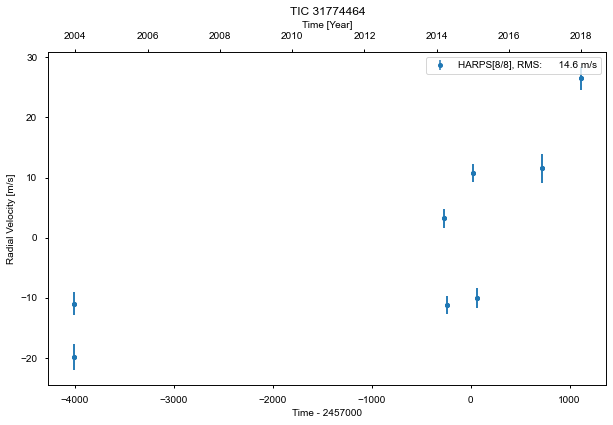 TIC 31774464
Time [Year]
2004 2006 2008 2010 2012 2014 2016 2018
HARPS[8/8], RMS: 14.6 m/s
30
20
10
0
−10
−20
Radial Velocity [m/s]
−4000 −3000 −2000 −1000 0 1000
Time - 2457000